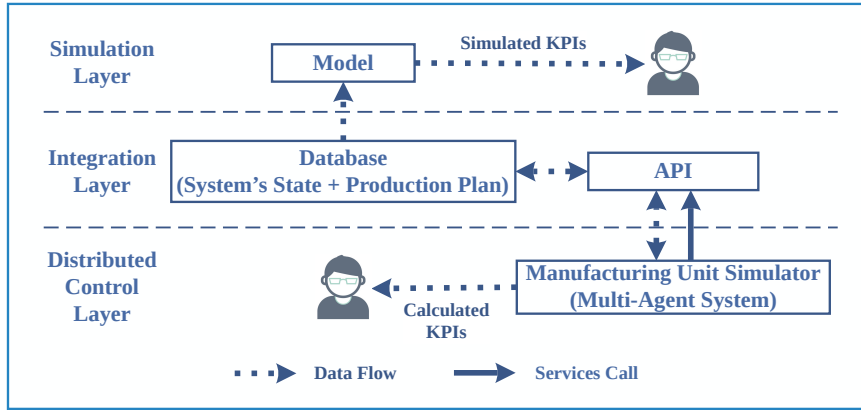 Simulation
Layer
Model
Simulated KPIs
Integration
Layer
Database
(System's State + Production Plan)
API
Distributed
Control
Layer
Manufacturing Unit Simulator
(Multi-Agent System)
Calculated
KPIs
Data Flow
Services Call